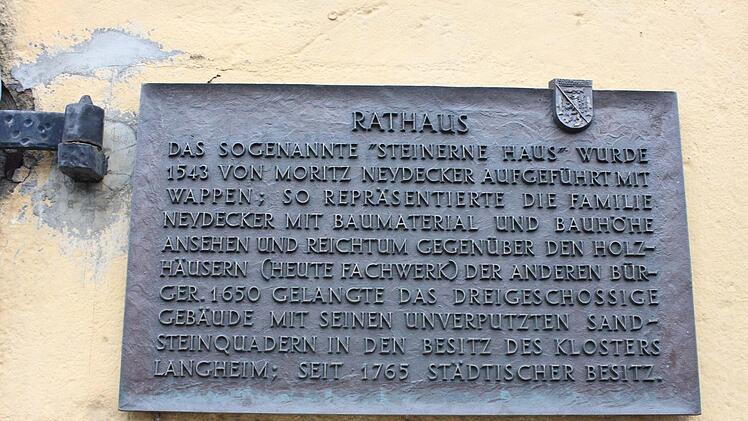 RATHAUS
DAS SOGENANNTE "STEINERNE HAUS" WURDE
1543 VON MORITZ NEYDECKER AUFGEFÜHRT MIT
WAPPEN; SO REPRÄSENTIERTE DIE FAMILIE
NEYDECKER MIT BAUMATERIAL UND BAUHÖHE
ANSEHEN UND REICHTUM GEGENÜBER DEN HOLZ-
HÄUSERN (HEUTE FACHWERK) DER ANDEREN BÜR-
GER. 1650 GELANGTE DAS DREIGESCHOSSIGE
GEBÄUDE MIT SEINEN UNVERPUTZTEN SAND-
STEINQUADERN IN DEN BESITZ DES KLOSTERS
LANGHEIM; SEIT 1765 STÄDTISCHER BESITZ.